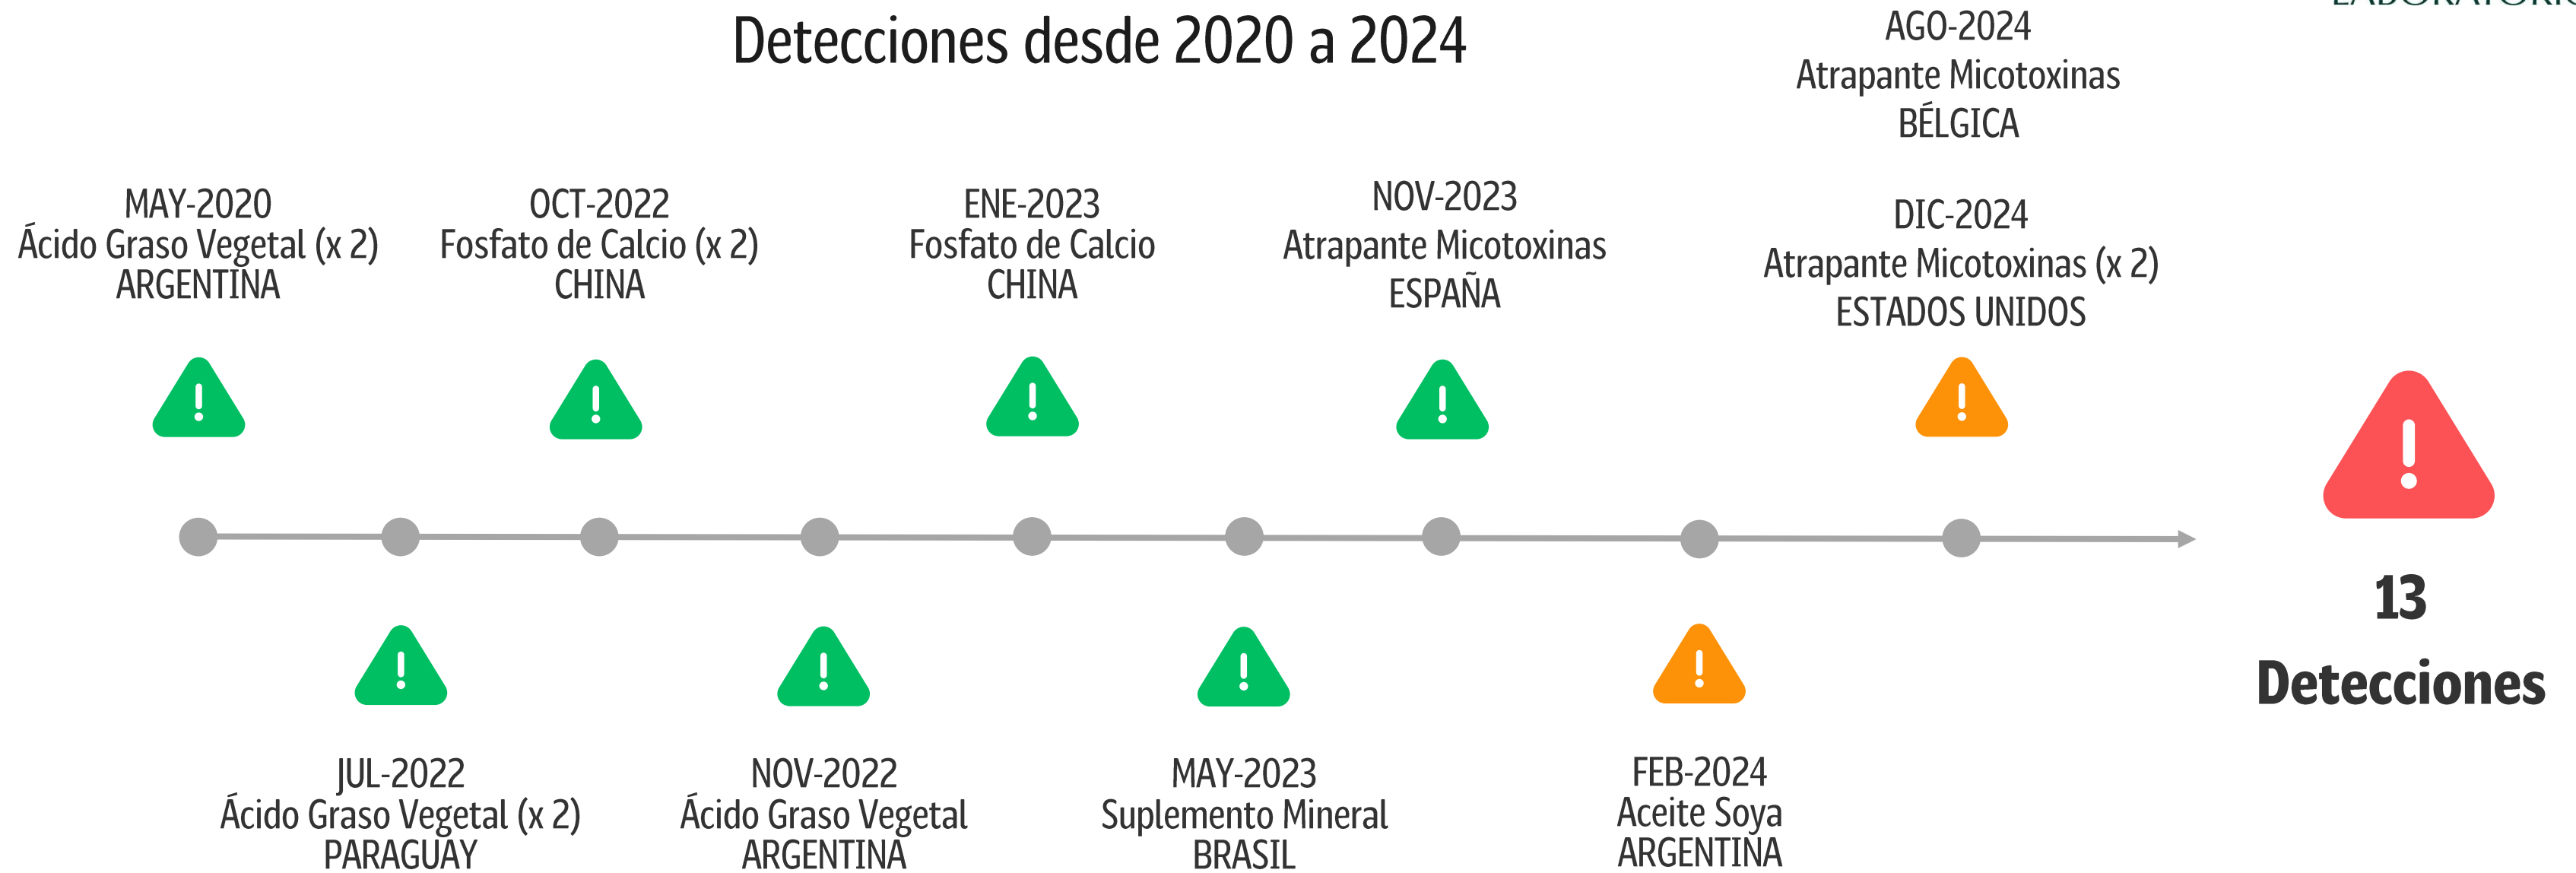 Detecciones desde 2020 a 2024
AGO-2024
Atrapante Micotoxinas
BÉLGICA
MAY-2020
Ácido Graso Vegetal (x 2)
ARGENTINA
OCT-2022
Fosfato de Calcio (x 2)
CHINA
ENE-2023
Fosfato de Calcio
CHINA
NOV-2023
Atrapante Micotoxinas
ESPAÑA
DIC-2024
Atrapante Micotoxinas (x 2)
ESTADOS UNIDOS
13
Detecciones
JUL-2022
Ácido Graso Vegetal (x 2)
PARAGUAY
NOV-2022
Ácido Graso Vegetal
ARGENTINA
MAY-2023
Suplemento Mineral
BRASIL
FEB-2024
Aceite Soya
ARGENTINA